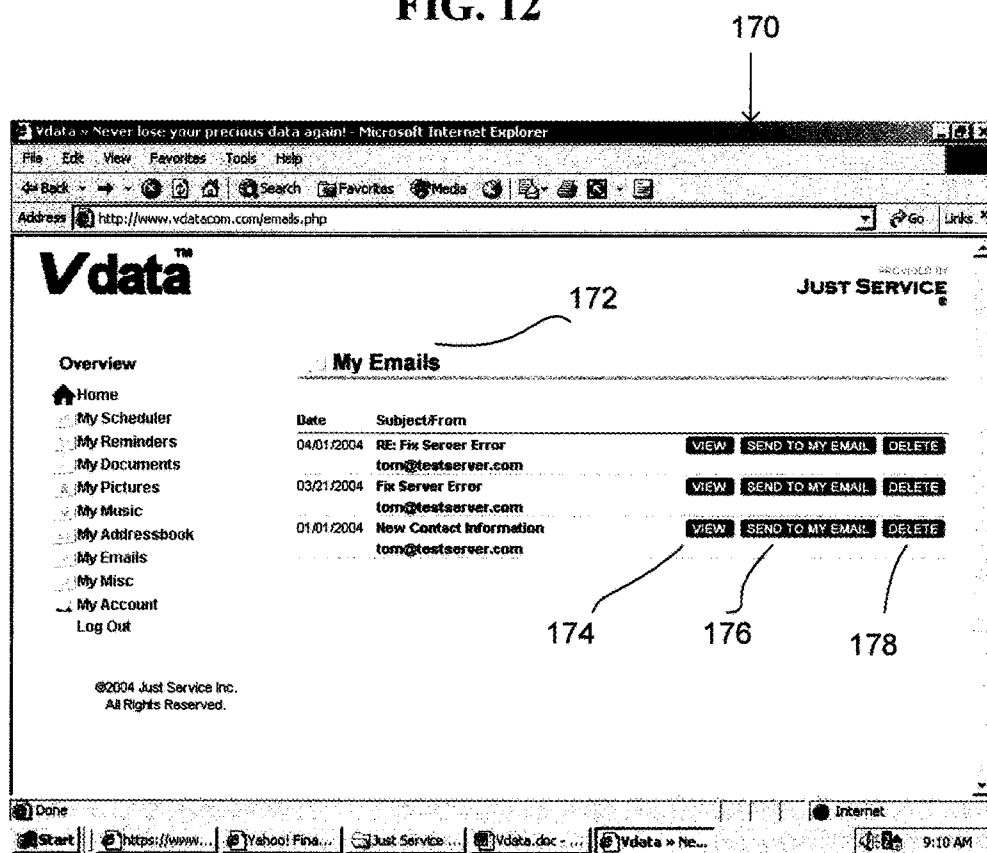 FIG. 12
170
Vdata » Never lose your precious data again! - Microsoft Internet Explorer
File Edit View Favorites Tools Help
Back Search Favorites Media
Address http://www.vdatacom.com/emails.php Go Links »
Vdata™
PROVIDED BY
JUST SERVICE
172
Overview
My Emails
Home
My Scheduler
My Reminders
My Documents
My Pictures
My Music
My Addressbook
My Emails
My Misc
My Account
Log Out
Date Subject/From
04/01/2004 RE: Fix Server Error VIEW SEND TO MY EMAIL DELETE
tom@testserver.com
03/21/2004 Fix Server Error VIEW SEND TO MY EMAIL DELETE
tom@testserver.com
01/01/2004 New Contact Information VIEW SEND TO MY EMAIL DELETE
tom@testserver.com
174 176 178
©2004 Just Service Inc.
All Rights Reserved.
Done Internet
Start https://www... Yahoo! Fina... Just Service ... Vdata.doc - ... Vdata » Ne... 9:10 AM